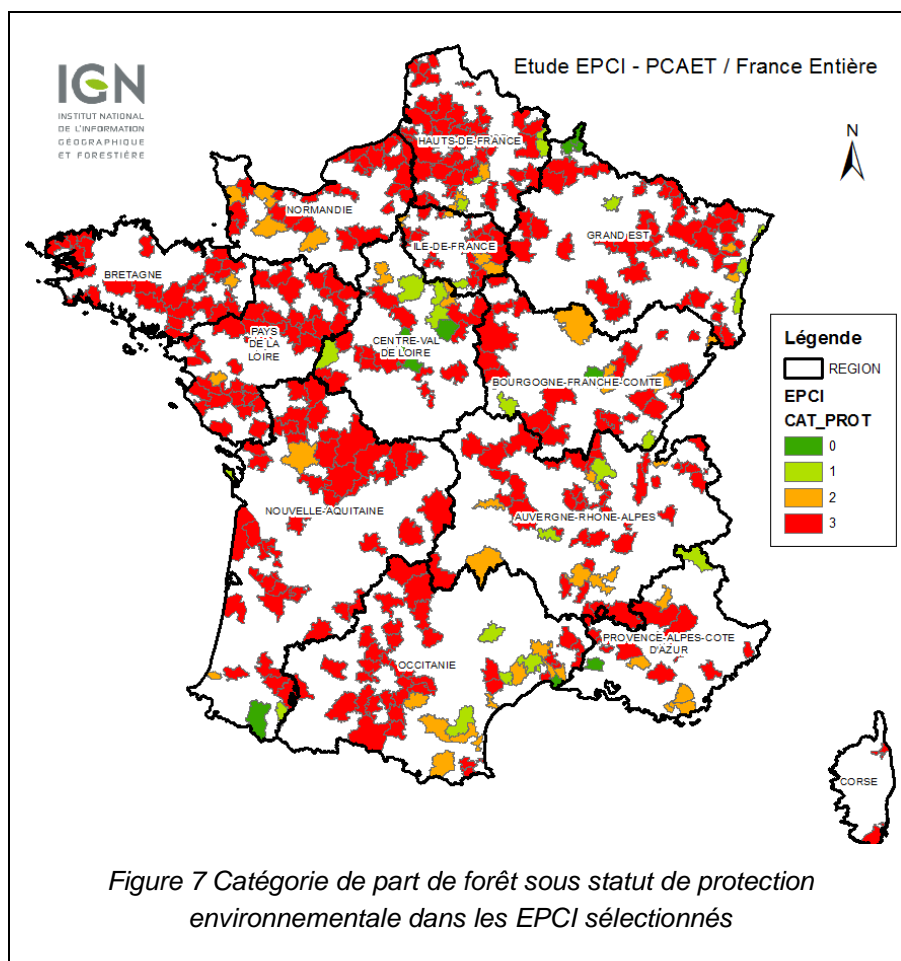 IGN
INSTITUT NATIONAL
DE L'INFORMATION
GÉOGRAPHIQUE
ET FORESTIÈRE
Etude EPCI - PCAET / France Entière
N
HAUTS-DE-FRANCE
NORMANDIE
ILE-DE-FRANCE
GRAND EST
BRETAGNE
PAYS
DE LA
LOIRE
CENTRE-VAL
DE LOIRE
BOURGOGNE-FRANCHE-COMTE
NOUVELLE-AQUITAINE
AUVERGNE-RHONE-ALPES
OCCITANIE
PROVENCE-ALPES-COTE
D'AZUR
CORSE
Légende
REGION
EPCI
CAT_PROT
0
1
2
3
Figure 7 Catégorie de part de forêt sous statut de protection
environnementale dans les EPCI sélectionnés